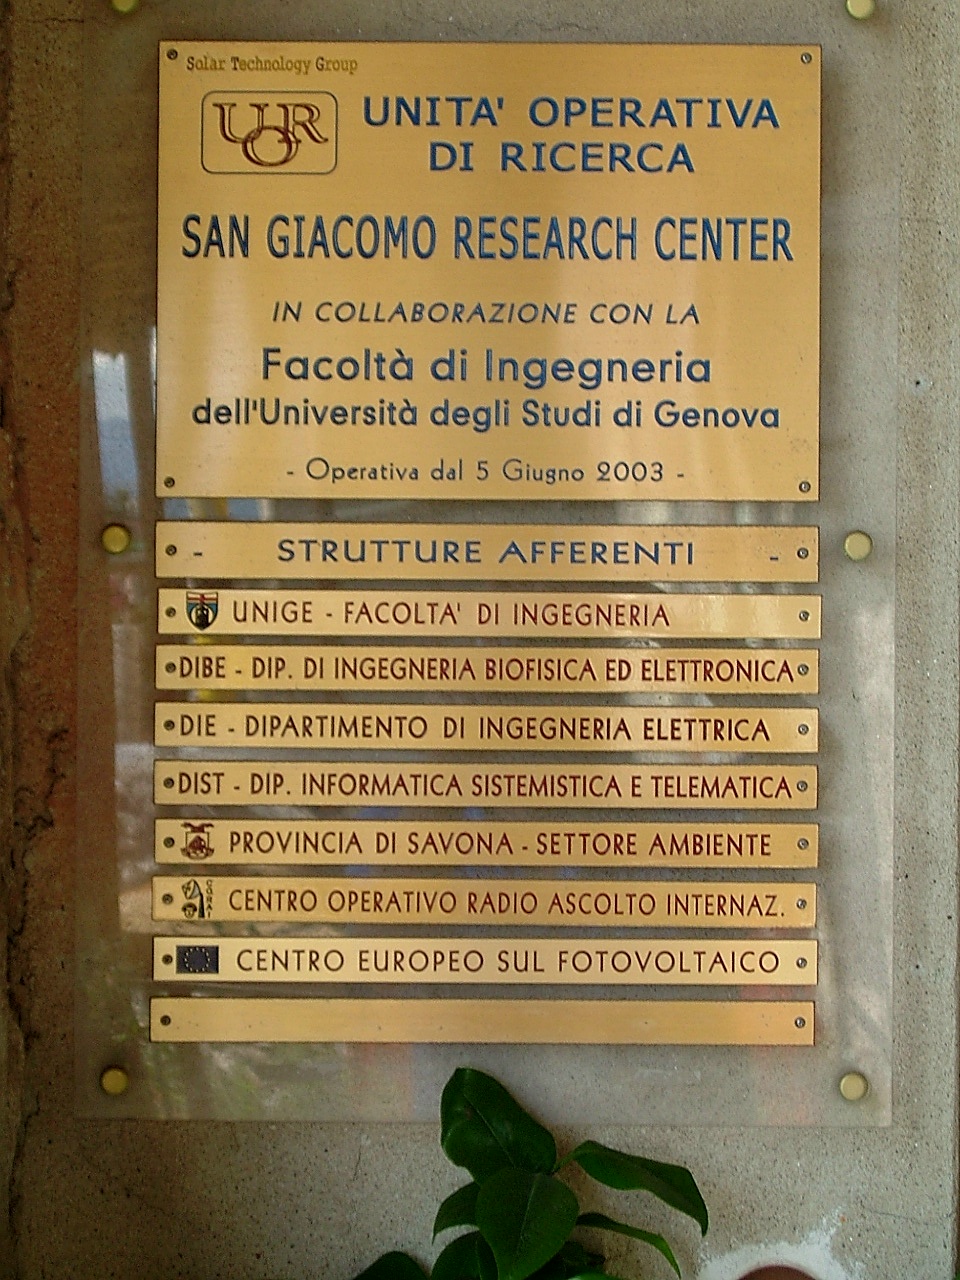 Solar Technology Group
UOR
UNITA' OPERATIVA
DI RICERCA
SAN GIACOMO RESEARCH CENTER
IN COLLABORAZIONE CON LA
Facoltà di Ingegneria
dell'Università degli Studi di Genova
- Operativa dal 5 Giugno 2003 -
- STRUTTURE AFFERENTI -
UNIGE - FACOLTA' DI INGEGNERIA
DIBE - DIP. DI INGEGNERIA BIOFISICA ED ELETTRONICA
DIE - DIPARTIMENTO DI INGEGNERIA ELETTRICA
DIST - DIP. INFORMATICA SISTEMISTICA E TELEMATICA
PROVINCIA DI SAVONA - SETTORE AMBIENTE
CENTRO OPERATIVO RADIO ASCOLTO INTERNAZ.
CENTRO EUROPEO SUL FOTOVOLTAICO